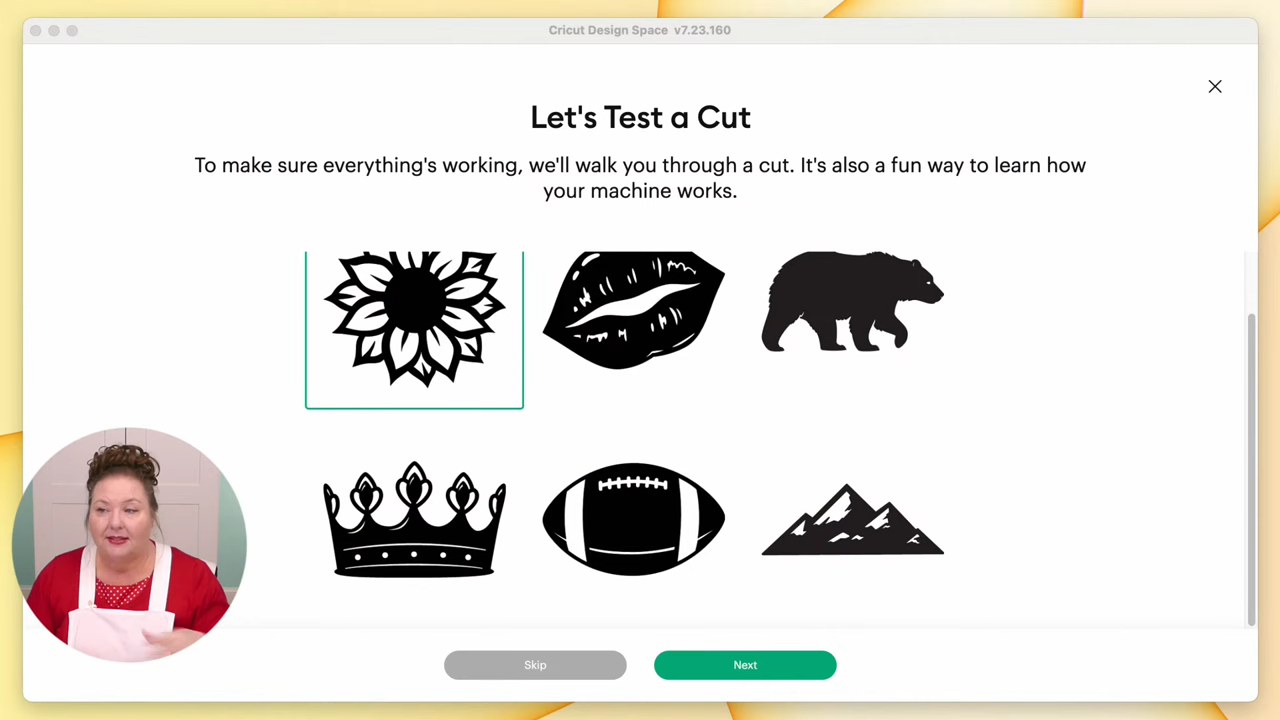 Cricut Design Space v7.23.160
Let's Test a Cut
To make sure everything's working, we'll walk you through a cut. It's also a fun way to learn how
your machine works.
Skip
Next